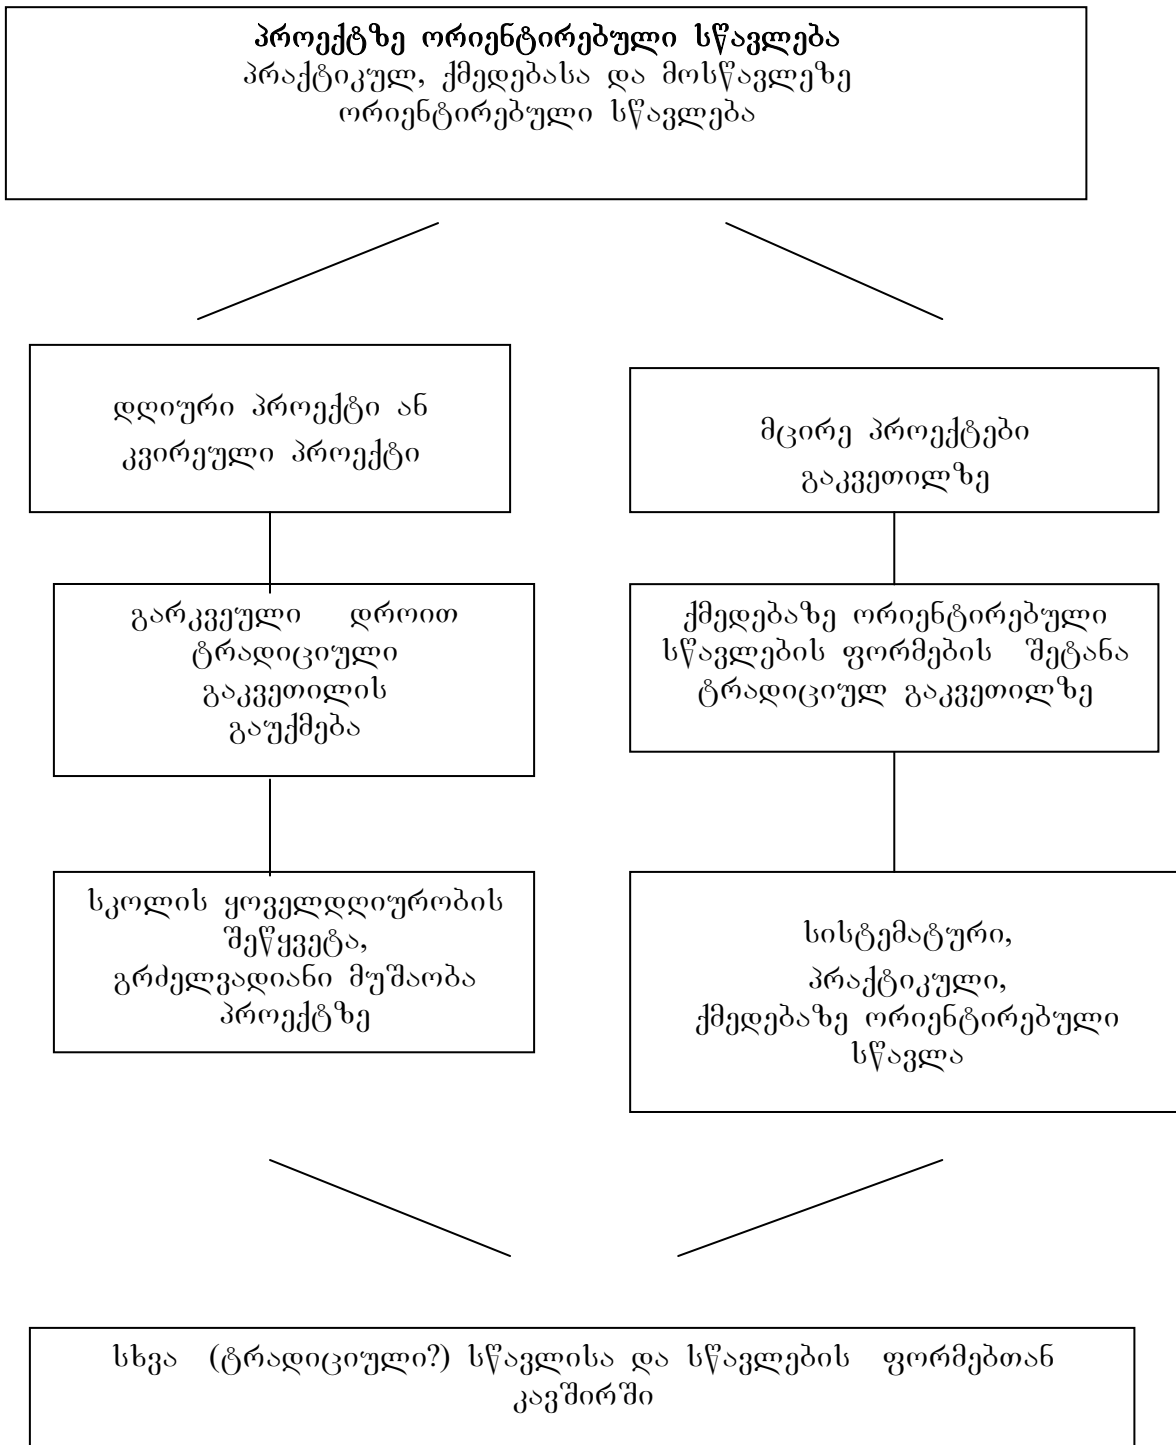 პროექტზე ორიენტირებული სწავლება
პრაქტიკულ, ქმედებასა და მოსწავლეზე
ორიენტირებული სწავლება
დღიური პროექტი ან
კვირეული პროექტი
მცირე პროექტები
გაკვეთილზე
გარკვეული დროით
ტრადიციული
გაკვეთილის
გაუქმება
ქმედებაზე ორიენტირებული
სწავლების ფორმების შეტანა
ტრადიციულ გაკვეთილზე
სკოლის ყოველდღიურობის
შეწყვეტა,
გრძელვადიანი მუშაობა
პროექტზე
სისტემატური,
პრაქტიკული,
ქმედებაზე ორიენტირებული
სწავლა
სხვა (ტრადიციული?) სწავლისა და სწავლების ფორმებთან
კავშირში